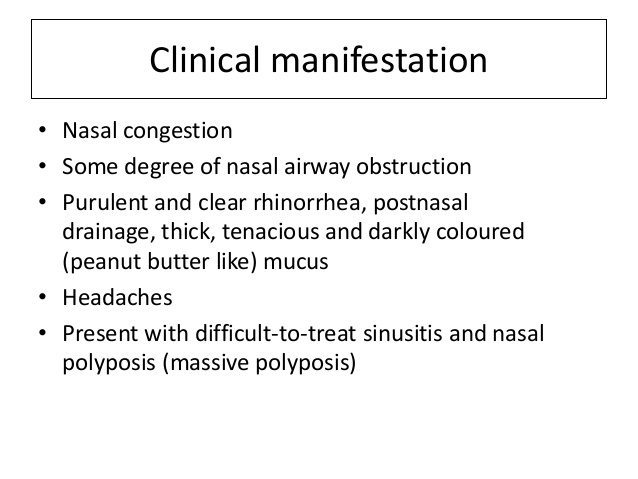 Clinical manifestation
• Nasal congestion
• Some degree of nasal airway obstruction
• Purulent and clear rhinorrhea, postnasal
drainage, thick, tenacious and darkly coloured
(peanut butter like) mucus
• Headaches
• Present with difficult-to-treat sinusitis and nasal
polyposis (massive polyposis)